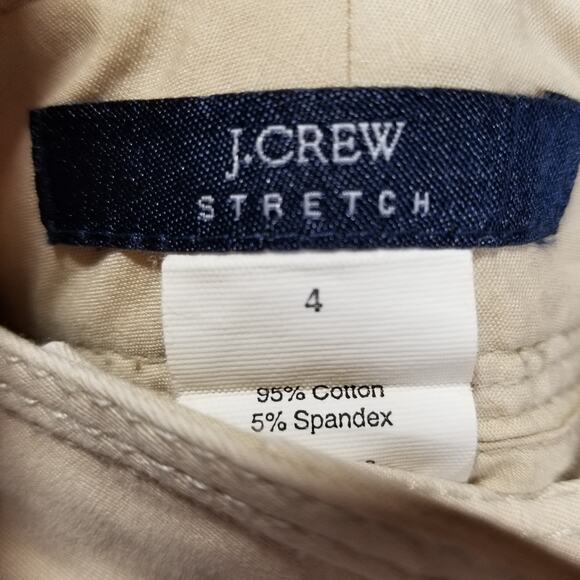 J.CREW
STRETCH
4
95% Cotton
5% Spandex